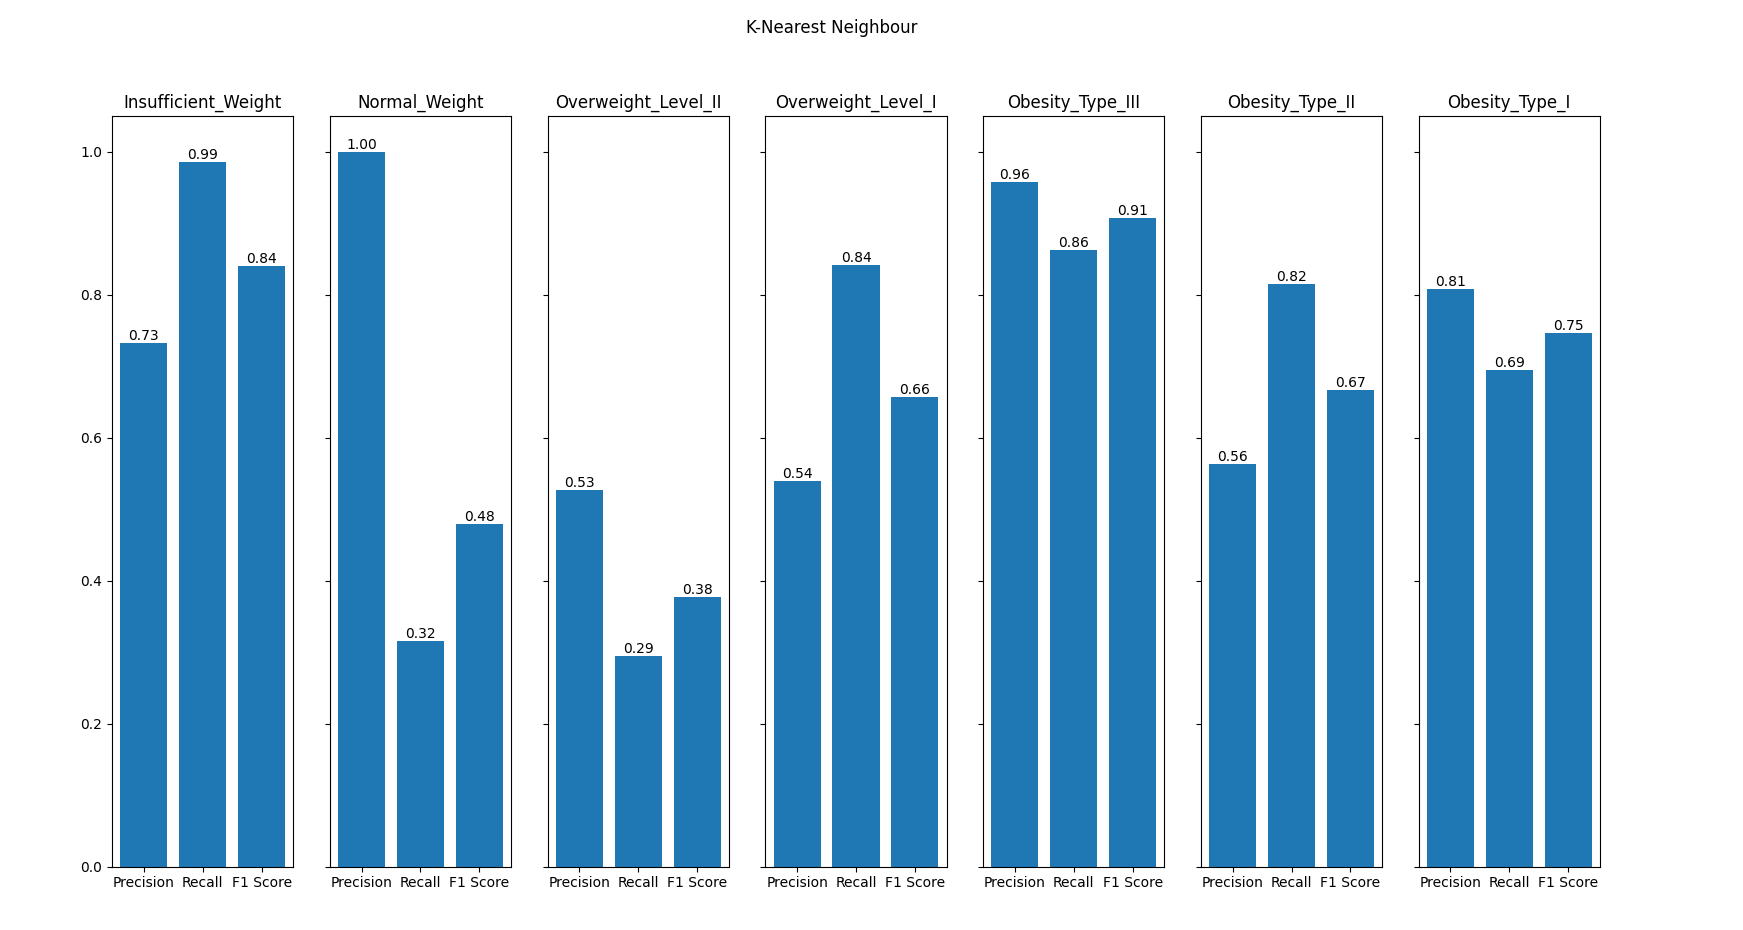 K-Nearest Neighbour
Insufficient_Weight
1.0
0.8
0.6
0.4
0.2
0.0
0.73
0.99
0.84
Precision Recall F1 Score
Normal_Weight
1.00
0.32
0.48
Precision Recall F1 Score
Overweight_Level_II
0.53
0.29
0.38
Precision Recall F1 Score
Overweight_Level_I
0.54
0.84
0.66
Precision Recall F1 Score
Obesity_Type_III
0.96
0.86
0.91
Precision Recall F1 Score
Obesity_Type_II
0.56
0.82
0.67
Precision Recall F1 Score
Obesity_Type_I
0.81
0.69
0.75
Precision Recall F1 Score